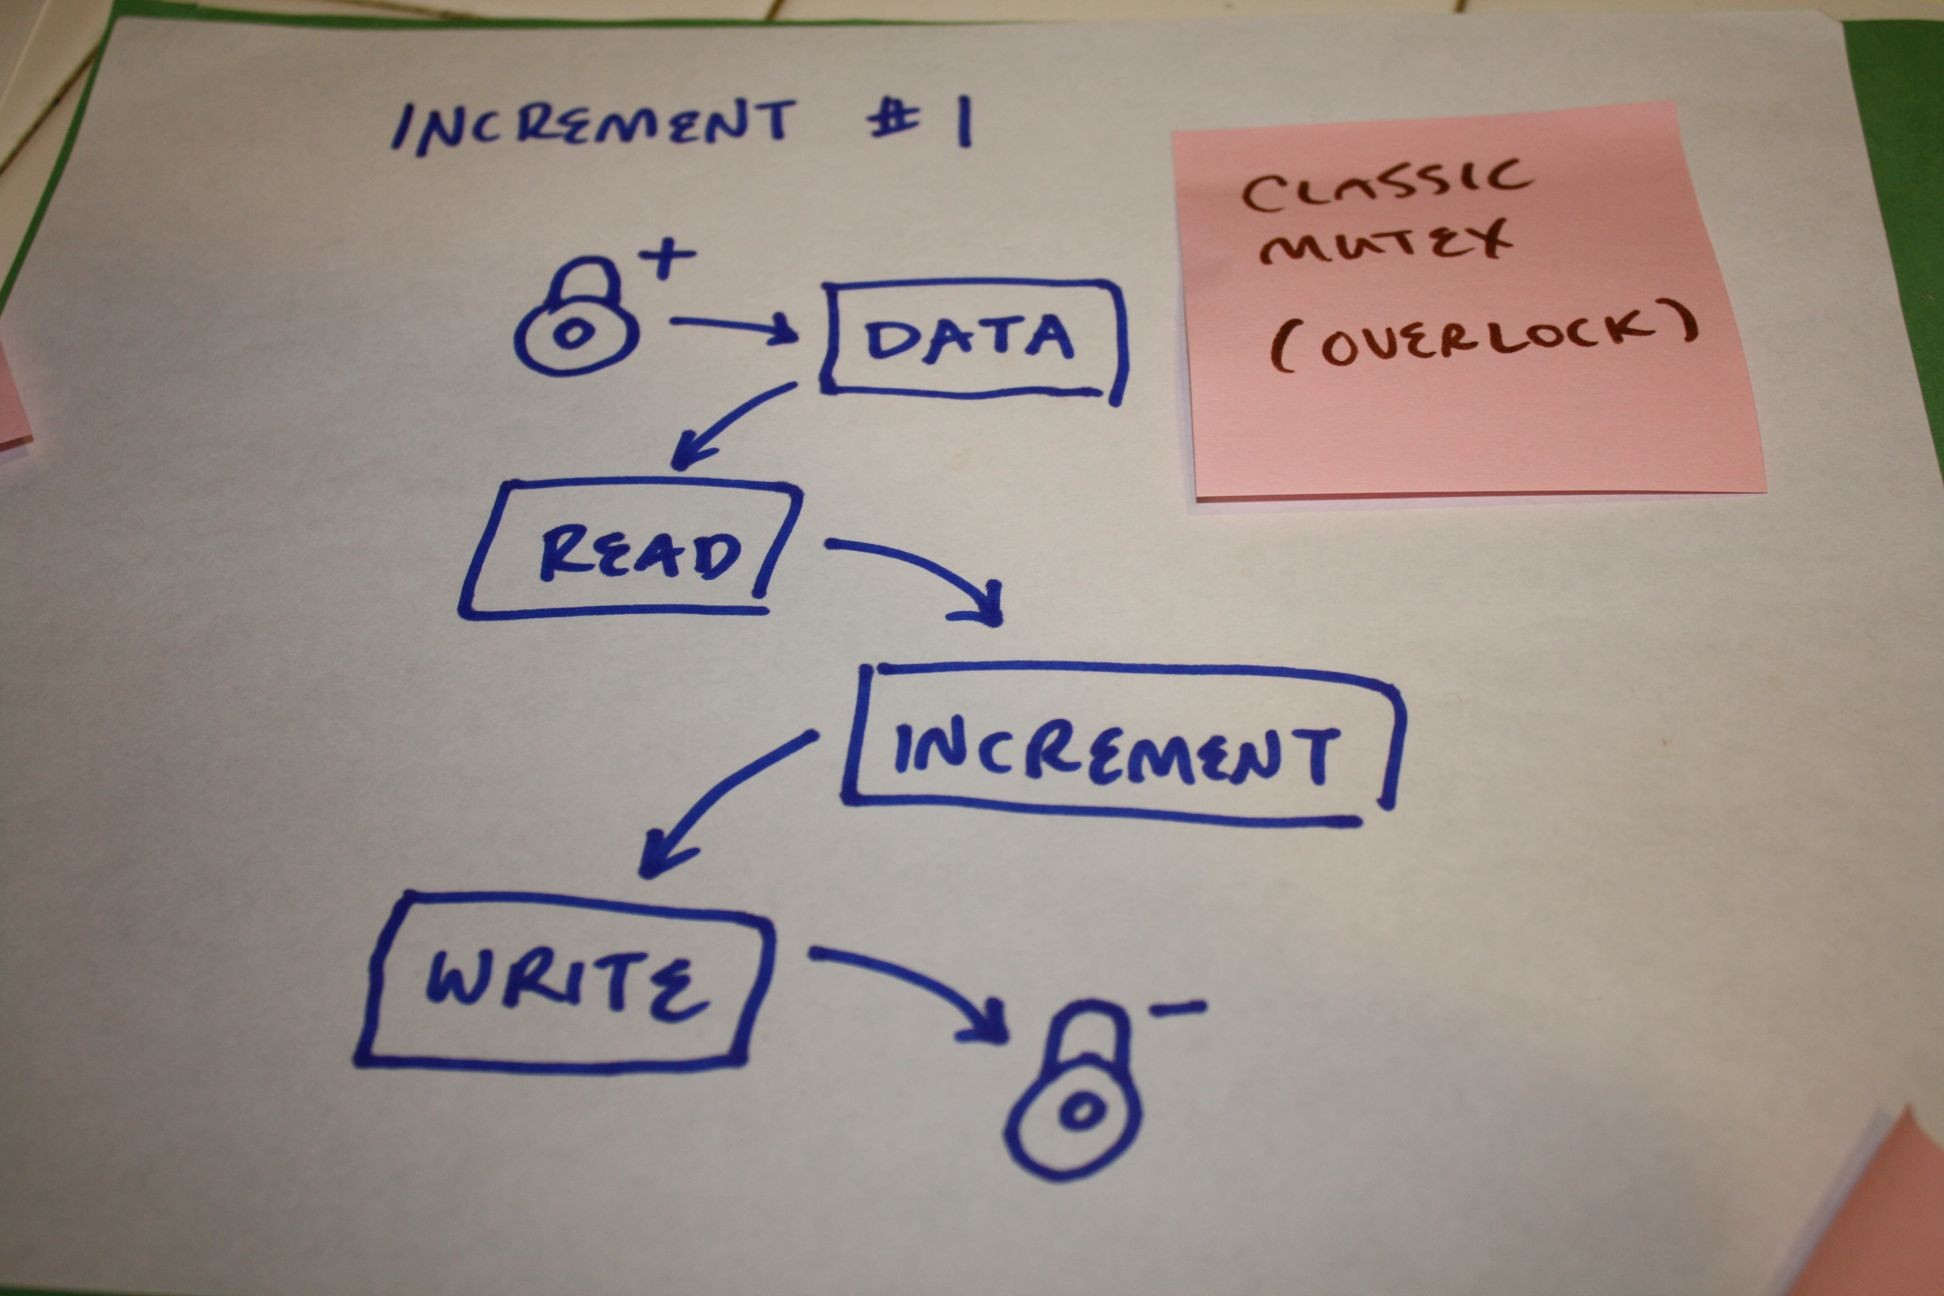 INCREMENT # 1
CLASSIC
MUTEX
(OVERLOCK)
+
DATA
READ
INCREMENT
WRITE
-